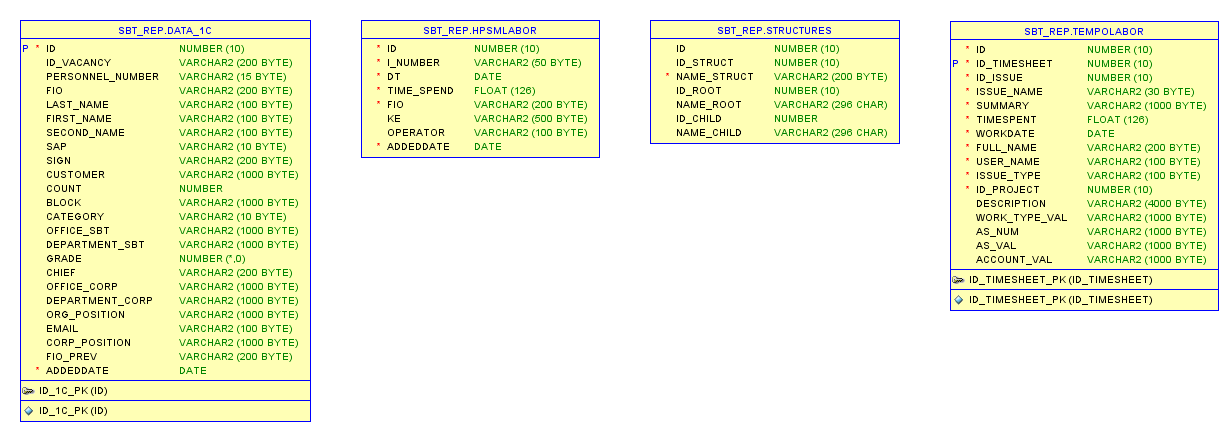 SBT_REP.DATA_1C
P * ID NUMBER (10)
ID_VACANCY VARCHAR2 (200 BYTE)
PERSONNEL_NUMBER VARCHAR2 (15 BYTE)
FIO VARCHAR2 (200 BYTE)
LAST_NAME VARCHAR2 (100 BYTE)
FIRST_NAME VARCHAR2 (100 BYTE)
SECOND_NAME VARCHAR2 (100 BYTE)
SAP VARCHAR2 (10 BYTE)
SIGN VARCHAR2 (200 BYTE)
CUSTOMER VARCHAR2 (1000 BYTE)
COUNT NUMBER
BLOCK VARCHAR2 (1000 BYTE)
CATEGORY VARCHAR2 (10 BYTE)
OFFICE_SBT VARCHAR2 (1000 BYTE)
DEPARTMENT_SBT VARCHAR2 (1000 BYTE)
GRADE NUMBER (*,0)
CHIEF VARCHAR2 (200 BYTE)
OFFICE_CORP VARCHAR2 (1000 BYTE)
DEPARTMENT_CORP VARCHAR2 (1000 BYTE)
ORG_POSITION VARCHAR2 (1000 BYTE)
EMAIL VARCHAR2 (100 BYTE)
CORP_POSITION VARCHAR2 (1000 BYTE)
FIO_PREV VARCHAR2 (200 BYTE)
* ADDEDDATE DATE
ID_1C_PK (ID)
ID_1C_PK (ID)
SBT_REP.HPSMLABOR
* ID NUMBER (10)
* I_NUMBER VARCHAR2 (50 BYTE)
* DT DATE
* TIME_SPEND FLOAT (126)
* FIO VARCHAR2 (200 BYTE)
KE VARCHAR2 (500 BYTE)
OPERATOR VARCHAR2 (100 BYTE)
* ADDEDDATE DATE
SBT_REP.STRUCTURES
ID NUMBER (10)
ID_STRUCT NUMBER (10)
* NAME_STRUCT VARCHAR2 (200 BYTE)
ID_ROOT NUMBER (10)
NAME_ROOT VARCHAR2 (296 CHAR)
ID_CHILD NUMBER
NAME_CHILD VARCHAR2 (296 CHAR)
SBT_REP.TEMPOLABOR
* ID NUMBER (10)
P * ID_TIMESHEET NUMBER (10)
* ID_ISSUE NUMBER (10)
* ISSUE_NAME VARCHAR2 (30 BYTE)
* SUMMARY VARCHAR2 (1000 BYTE)
* TIMESPENT FLOAT (126)
* WORKDATE DATE
* FULL_NAME VARCHAR2 (200 BYTE)
* USER_NAME VARCHAR2 (100 BYTE)
* ISSUE_TYPE VARCHAR2 (100 BYTE)
* ID_PROJECT NUMBER (10)
DESCRIPTION VARCHAR2 (4000 BYTE)
WORK_TYPE_VAL VARCHAR2 (1000 BYTE)
AS_NUM VARCHAR2 (1000 BYTE)
AS_VAL VARCHAR2 (1000 BYTE)
ACCOUNT_VAL VARCHAR2 (1000 BYTE)
ID_TIMESHEET_PK (ID_TIMESHEET)
ID_TIMESHEET_PK (ID_TIMESHEET)